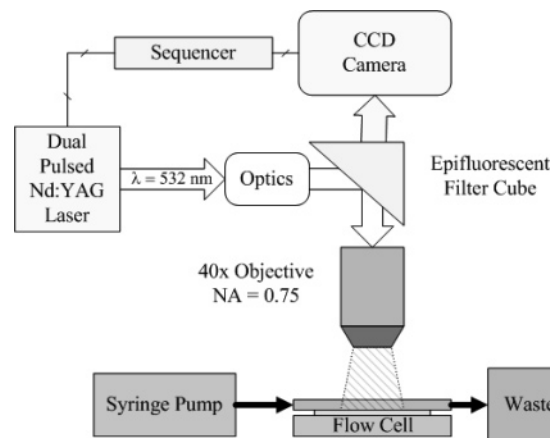 Sequencer
CCD
Camera
Dual
Pulsed
Nd:YAG
Laser
λ = 532 nm
Optics
Epifluorescent
Filter Cube
40x Objective
NA = 0.75
Syringe Pump
Flow Cell
Waste